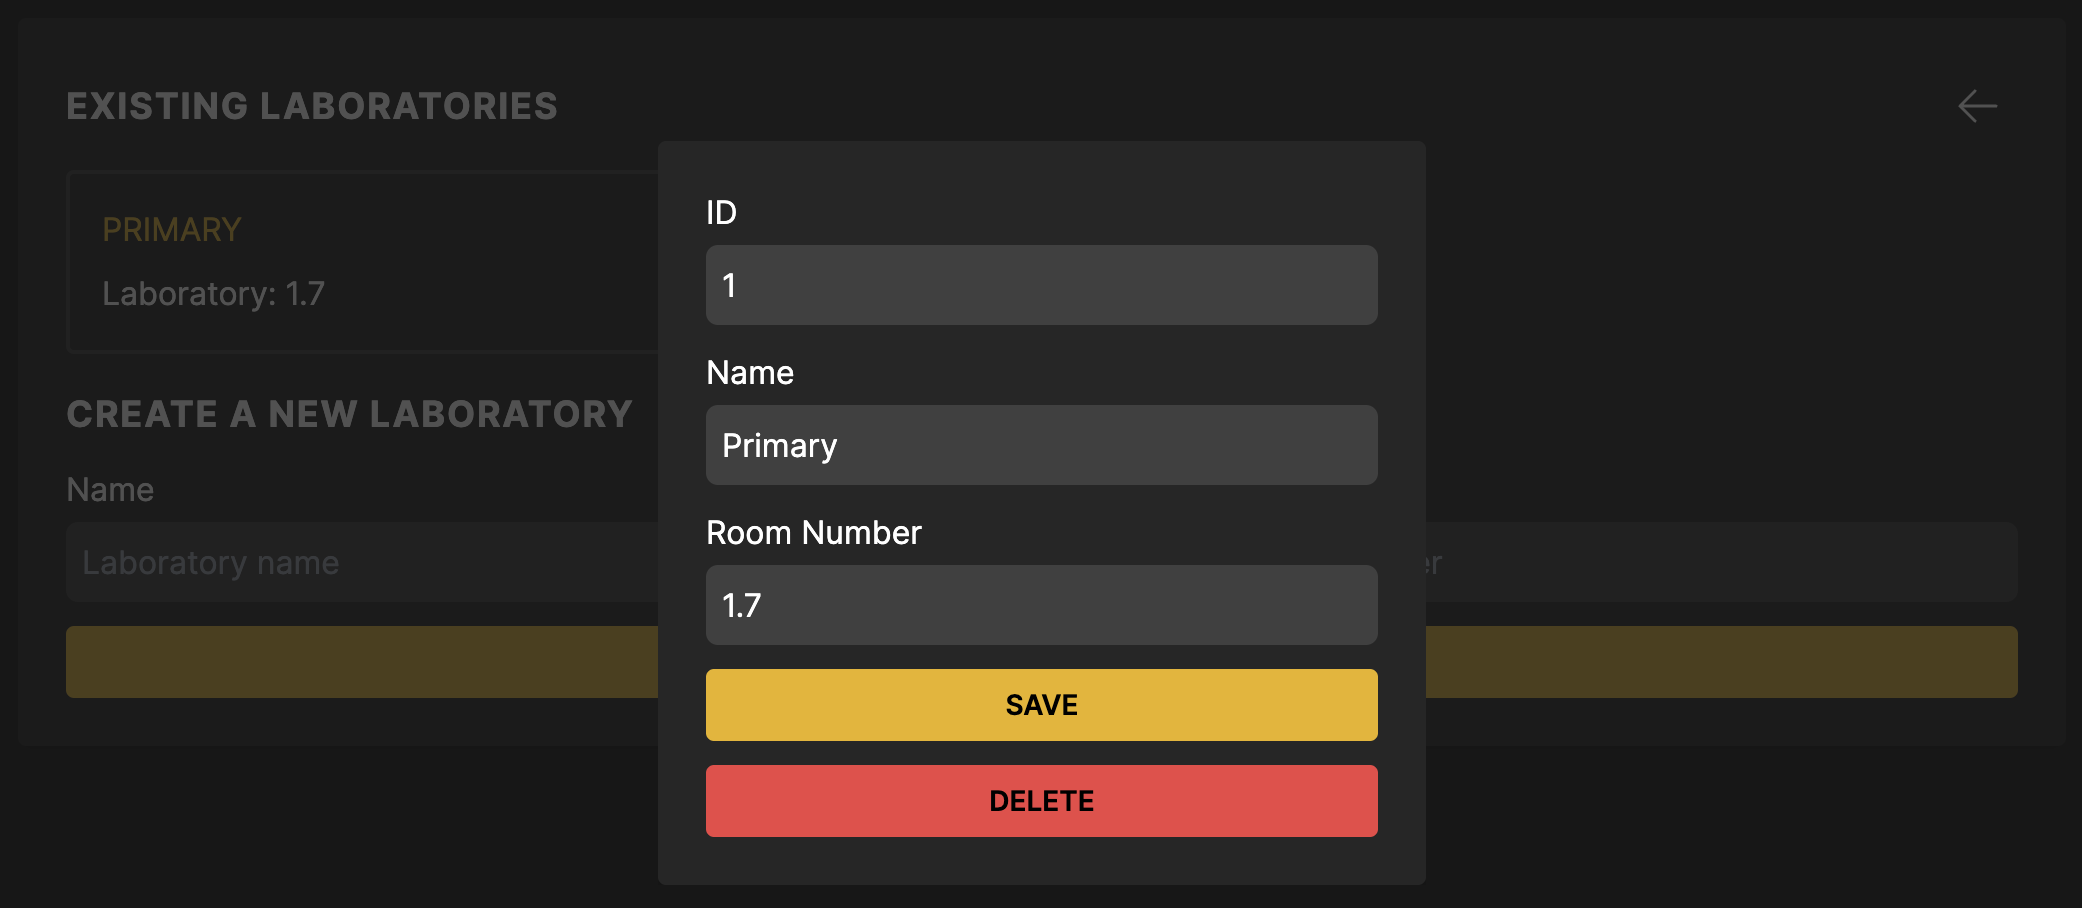 EXISTING LABORATORIES
PRIMARY
Laboratory: 1.7
CREATE A NEW LABORATORY
Name
Laboratory name
er
ID
1
Name
Primary
Room Number
1.7
SAVE
DELETE